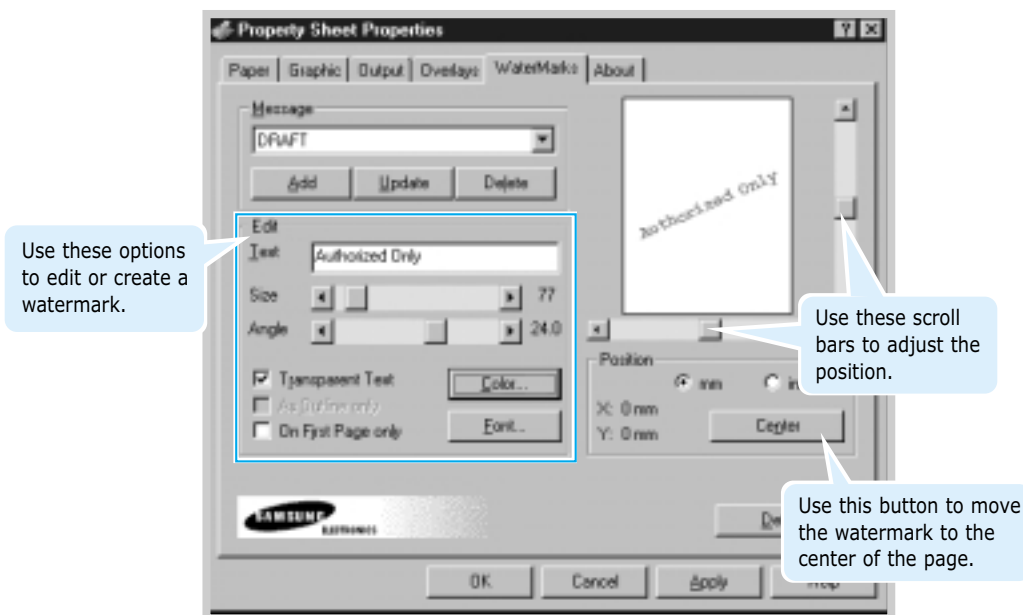 Property Sheet Properties
Paper Graphic Output Overlays WaterMarks About
Message
DRAFT
Add Update Delete
Edit
Text Authorized Only
Size 77
Angle 24.0
Transparent Text
As Outline only
On First Page only
Color...
Font...
Authorized Only
Position
mm
X: 0 mm
Y: 0 mm
Center
SAMSUNG
ELECTRONICS
OK Cancel Apply Help
Use these options
to edit or create a
watermark.
Use these scroll
bars to adjust the
position.
Use this button to move
the watermark to the
center of the page.